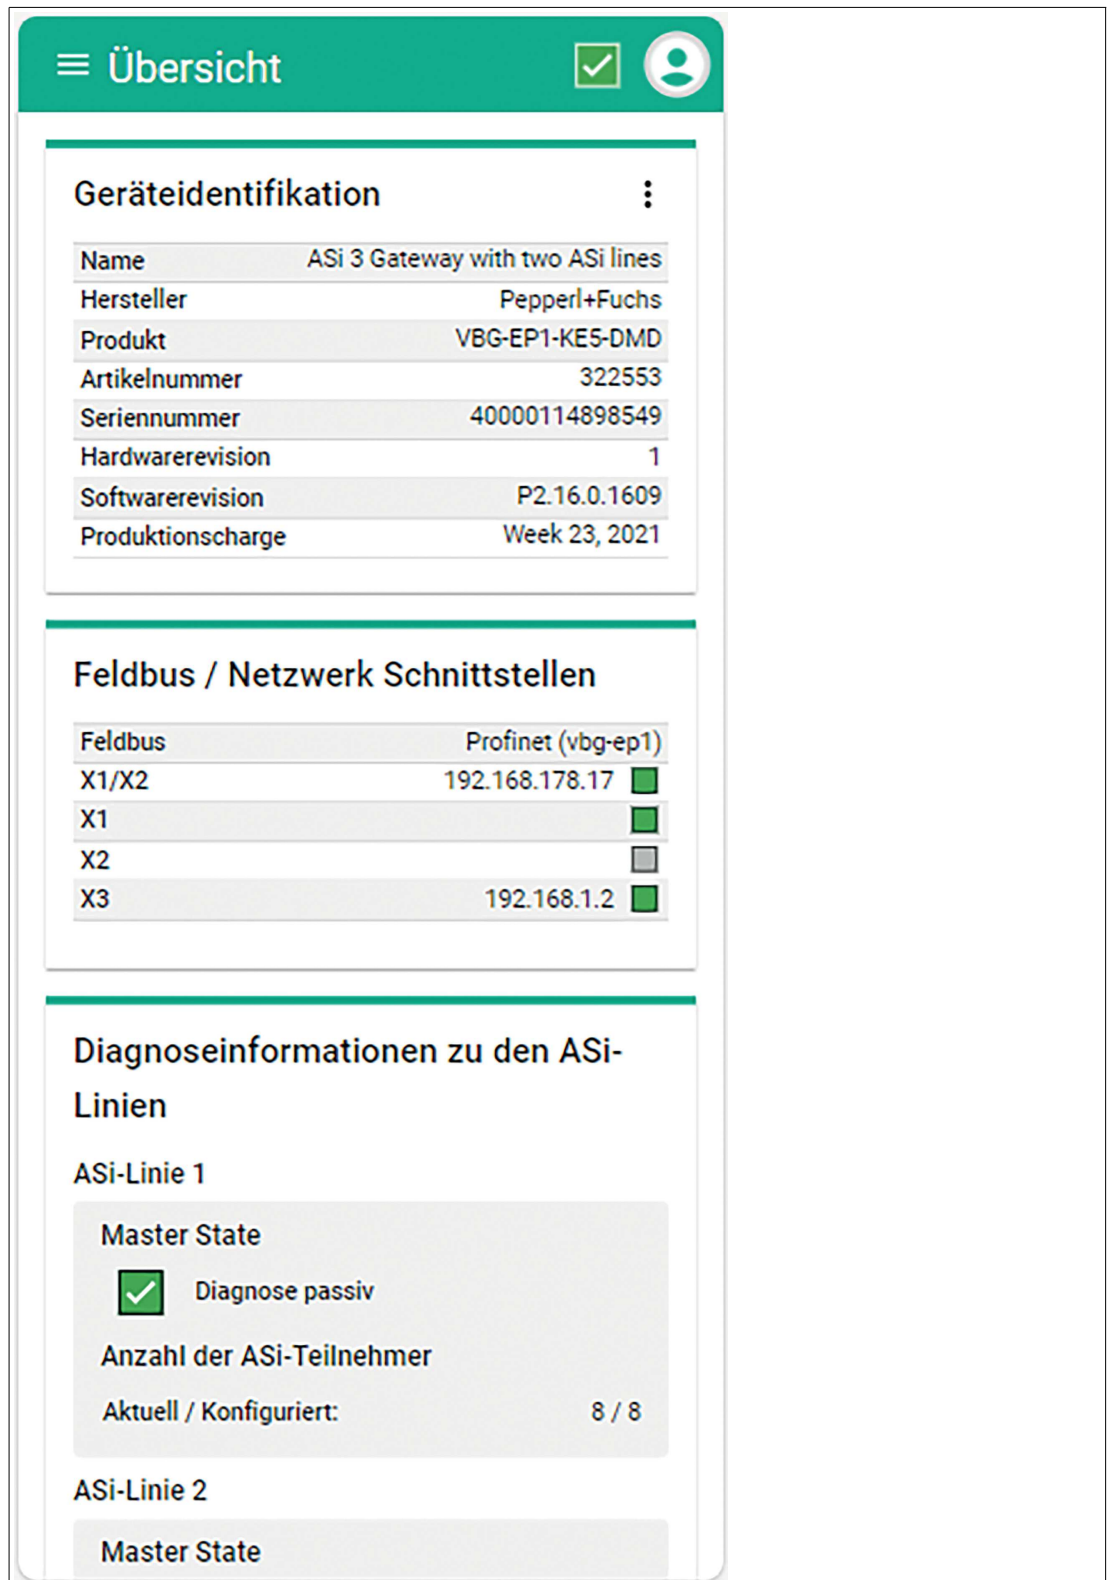 Übersicht
Geräteidentifikation
Name ASi 3 Gateway with two ASi lines
Hersteller Pepperl+Fuchs
Produkt VBG-EP1-KE5-DMD
Artikelnummer 322553
Seriennummer 40000114898549
Hardwarerevision 1
Softwarerevision P2.16.0.1609
Produktionscharge Week 23, 2021
Feldbus / Netzwerk Schnittstellen
Feldbus Profinet (vbg-ep1)
X1/X2 192.168.178.17
X1
X2
X3 192.168.1.2
Diagnoseinformationen zu den ASi-
Linien
ASi-Linie 1
Master State
Diagnose passiv
Anzahl der ASi-Teilnehmer
Aktuell / Konfiguriert: 8 / 8
ASi-Linie 2
Master State